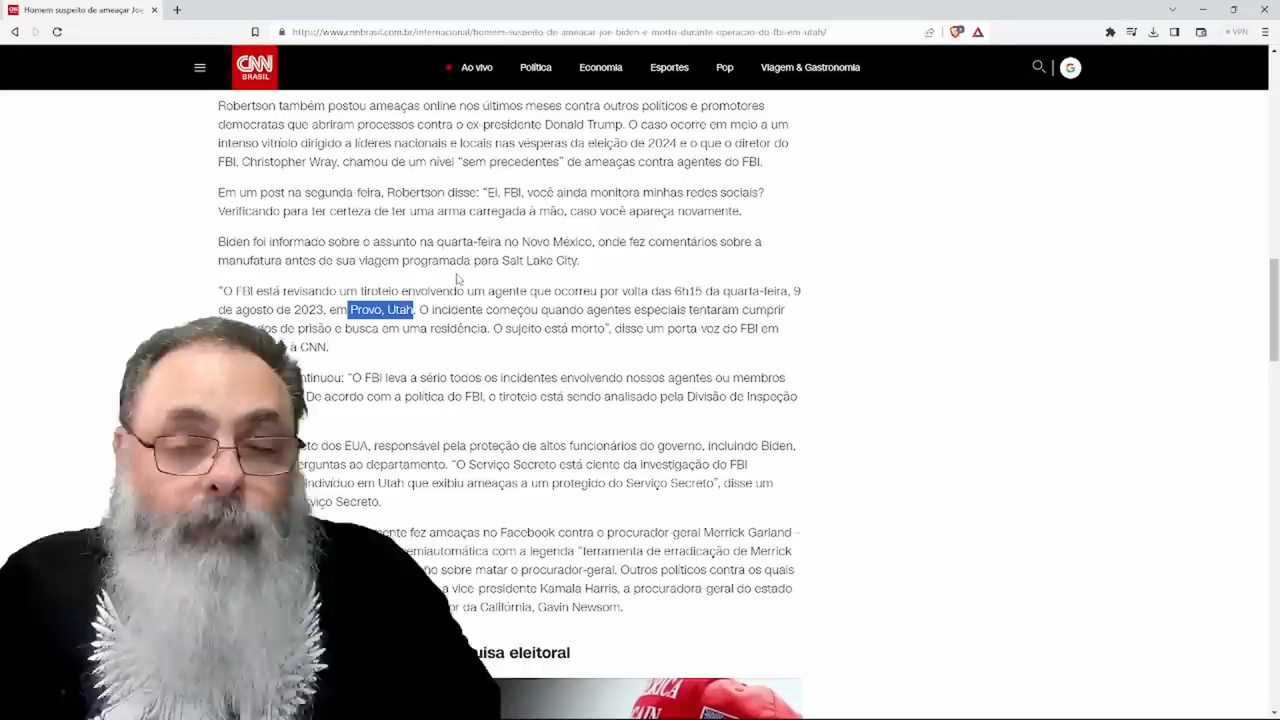 Homem suspeito de ameaçar Joe
https://www.cnnbrasil.com.br/internacional/homem-suspeito-de-ameacar-joe-biden-e-morto-durante-operacao-do-fbi-em-utah/
VPN
CNN
BRASIL
Ao vivo
Política
Economia
Esportes
Pop
Viagem & Gastronomia
G
Robertson também postou ameaças online nos últimos meses contra outros políticos e promotores
democratas que abriram processos contra o ex-presidente Donald Trump. O caso ocorre em meio a um
intenso vitríolo dirigido a líderes nacionais e locais nas vésperas da eleição de 2024 e o que o diretor do
FBI, Christopher Wray, chamou de um nível “sem precedentes” de ameaças contra agentes do FBI.
Em um post na segunda-feira, Robertson disse: “Ei, FBI, você ainda monitora minhas redes sociais?
Verificando para ter certeza de ter uma arma carregada à mão, caso você apareça novamente.
Biden foi informado sobre o assunto na quarta-feira no Novo México, onde fez comentários sobre a
manufatura antes de sua viagem programada para Salt Lake City.
“O FBI está revisando um tiroteio envolvendo um agente que ocorreu por volta das 6h15 da quarta-feira, 9
de agosto de 2023, em Provo, Utah. O incidente começou quando agentes especiais tentaram cumprir
dos de prisão e busca em uma residência. O sujeito está morto”, disse um porta-voz do FBI em
à CNN.
ntinuou: “O FBI leva a sério todos os incidentes envolvendo nossos agentes ou membros
De acordo com a política do FBI, o tiroteio está sendo analisado pela Divisão de Inspeção
to dos EUA, responsável pela proteção de altos funcionários do governo, incluindo Biden,
erguntas ao departamento. “O Serviço Secreto está ciente da investigação do FBI
indivíduo em Utah que exibiu ameaças a um protegido do Serviço Secreto”, disse um
viço Secreto.
ente fez ameaças no Facebook contra o procurador-geral Merrick Garland –
emiautomática com a legenda “ferramenta de erradicação de Merrick
o sobre matar o procurador-geral. Outros políticos contra os quais
a vice-presidente Kamala Harris, a procuradora-geral do estado
or da Califórnia, Gavin Newsom.
uisa eleitoral